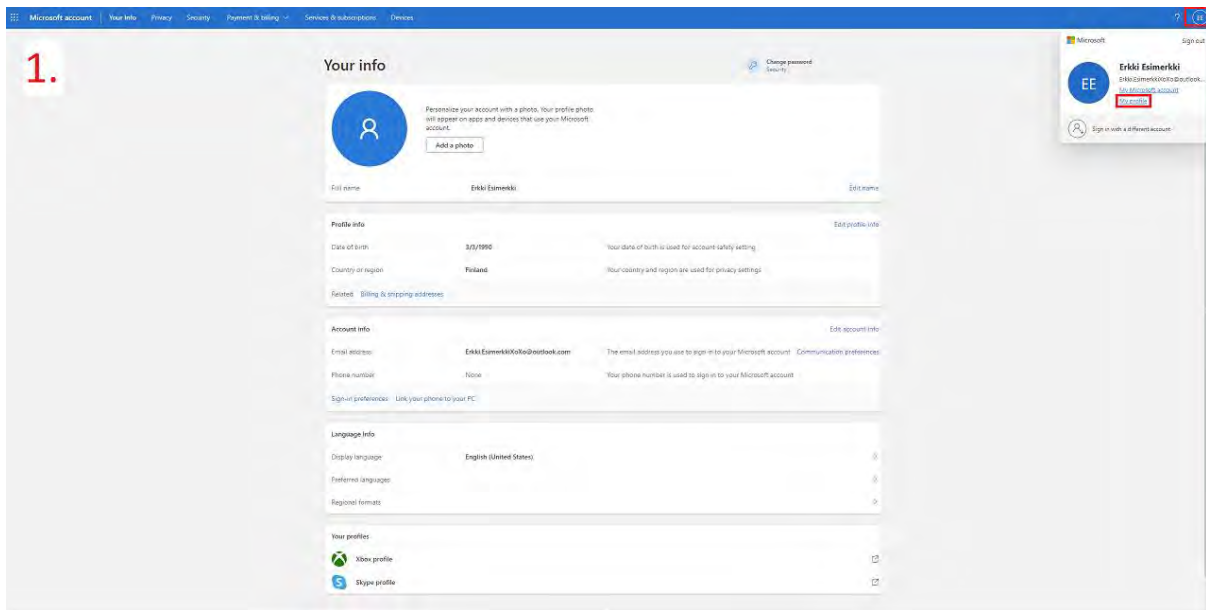 Microsoft account Your info Privacy Security Payment & billing Services & subscriptions Devices ? EE
1.
Microsoft Sign out
EE
Erkki Esimerkki
Erkki.EsimerkkiXoXo@outlook...
My Microsoft account
My profile
Sign in with a different account
Your info
Change password
Security
Personalize your account with a photo. Your profile photo
will appear on apps and devices that use your Microsoft
account.
Add a photo
Full name Erkki Esimerkki Edit name
Profile info Edit profile info
Date of birth 3/3/1990 Your date of birth is used for account safety setting
Country or region Finland Your country and region are used for privacy settings
Related Billing & shipping addresses
Account info Edit account info
Email address Erkki.EsimerkkiXoXo@outlook.com The email address you use to sign in to your Microsoft account Communication preferences
Phone number None Your phone number is used to sign in to your Microsoft account
Sign-in preferences Link your phone to your PC
Language info
Display language English (United States)
Preferred languages
Regional formats
Your profiles
Xbox profile
Skype profile